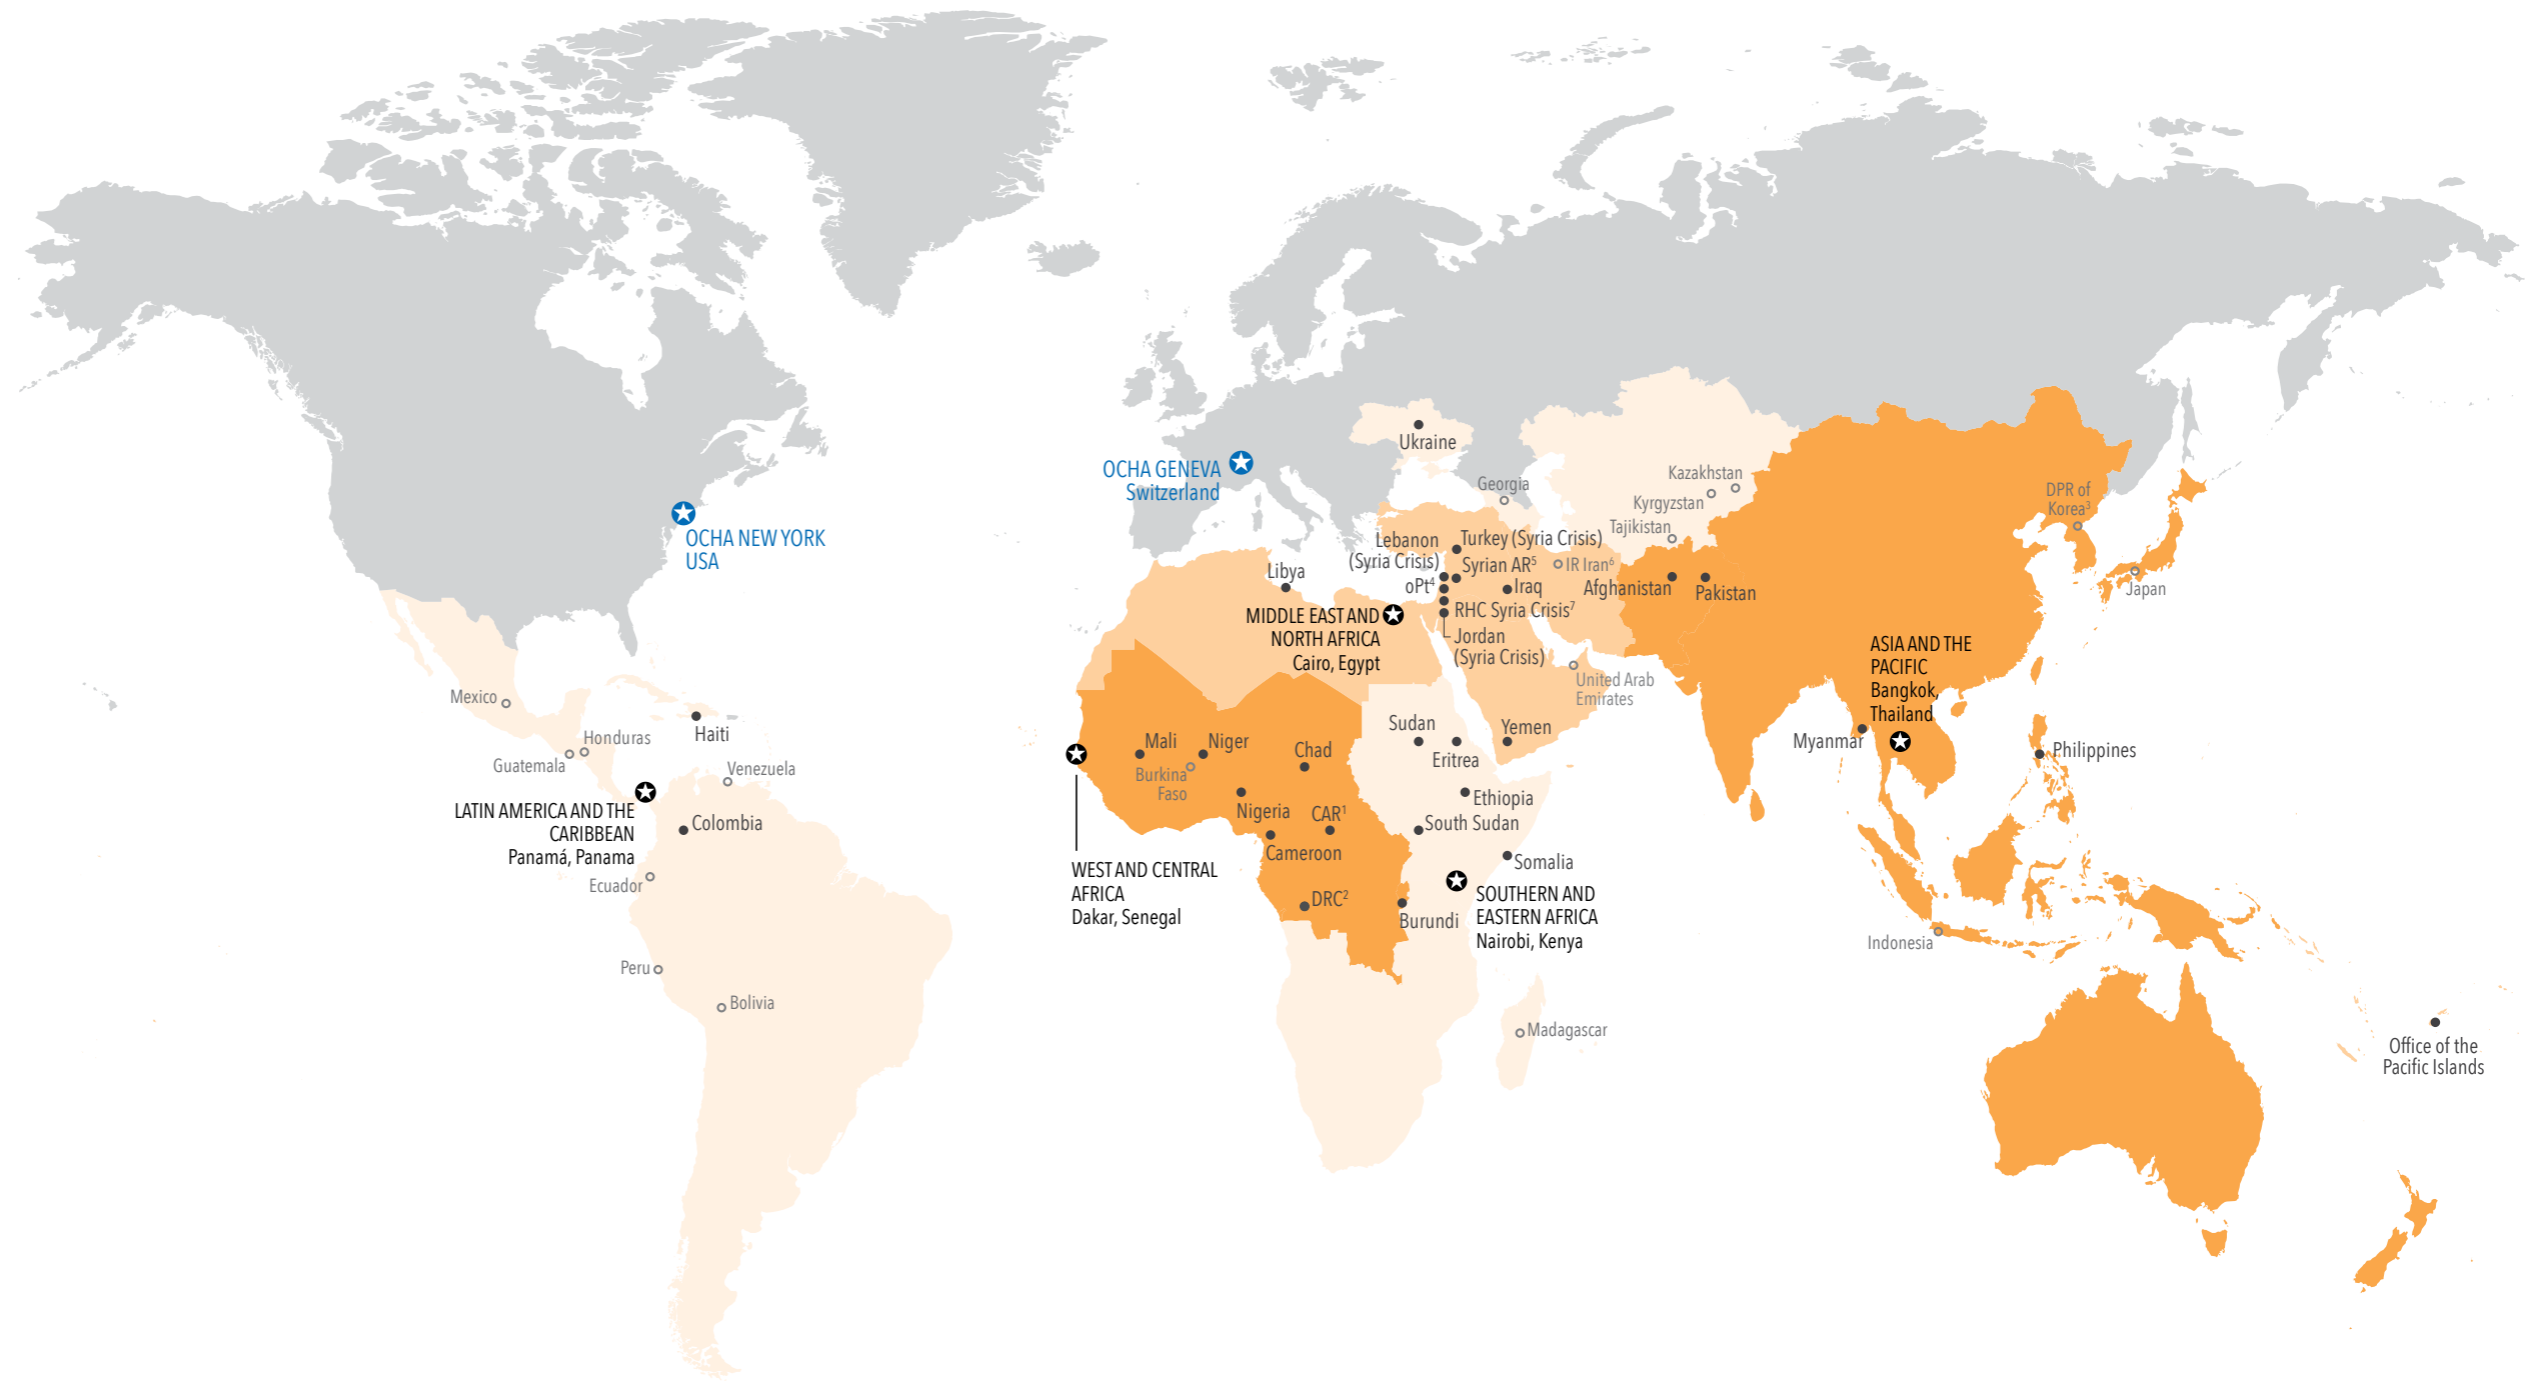 OCHA NEW YORK
USA
OCHA GENEVA
Switzerland
Ukraine
Georgia
Kazakhstan
Kyrgyzstan
Tajikistan
DPR of
Korea³
Japan
Lebanon
(Syria Crisis)
Turkey (Syria Crisis)
Syrian AR⁵
IR Iran⁶
oPt⁴
Iraq
Afghanistan
Pakistan
RHC Syria Crisis⁷
Jordan
(Syria Crisis)
Libya
MIDDLE EAST AND
NORTH AFRICA
Cairo, Egypt
United Arab
Emirates
Yemen
ASIA AND THE
PACIFIC
Bangkok,
Thailand
Myanmar
Philippines
Indonesia
Office of the
Pacific Islands
Mexico
Haiti
Honduras
Guatemala
Venezuela
LATIN AMERICA AND THE
CARIBBEAN
Panamá, Panama
Colombia
Ecuador
Peru
Bolivia
Mali
Niger
Burkina
Faso
Chad
Nigeria
CAR¹
Cameroon
DRC²
WEST AND CENTRAL
AFRICA
Dakar, Senegal
Sudan
Eritrea
Ethiopia
South Sudan
Somalia
Burundi
SOUTHERN AND
EASTERN AFRICA
Nairobi, Kenya
Madagascar